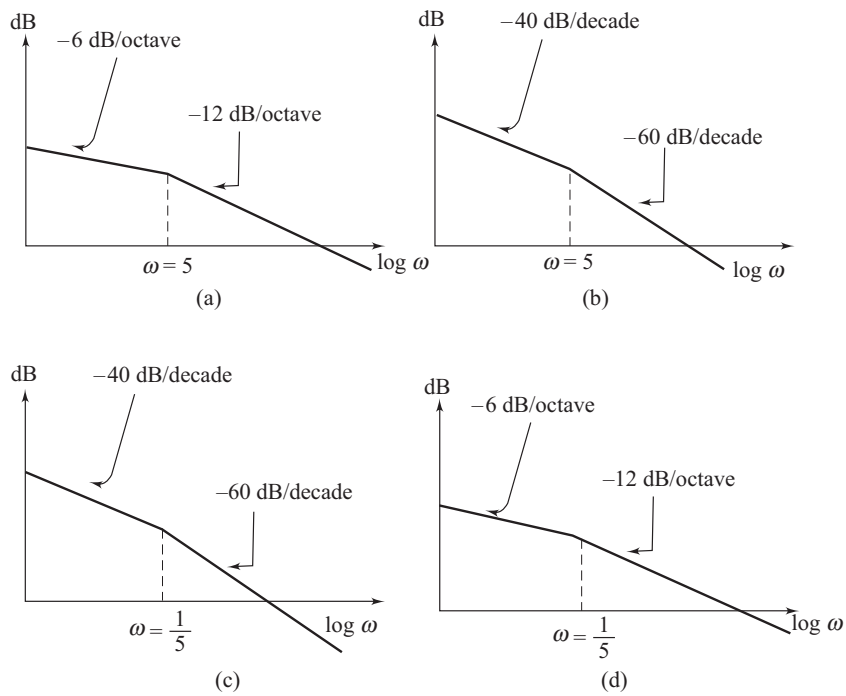 dB
–6 dB/octave
–12 dB/octave
ω = 5
log ω
(a)
dB
–40 dB/decade
–60 dB/decade
ω = 5
log ω
(b)
dB
–40 dB/decade
–60 dB/decade
ω = 1/5
log ω
(c)
dB
–6 dB/octave
–12 dB/octave
ω = 1/5
log ω
(d)